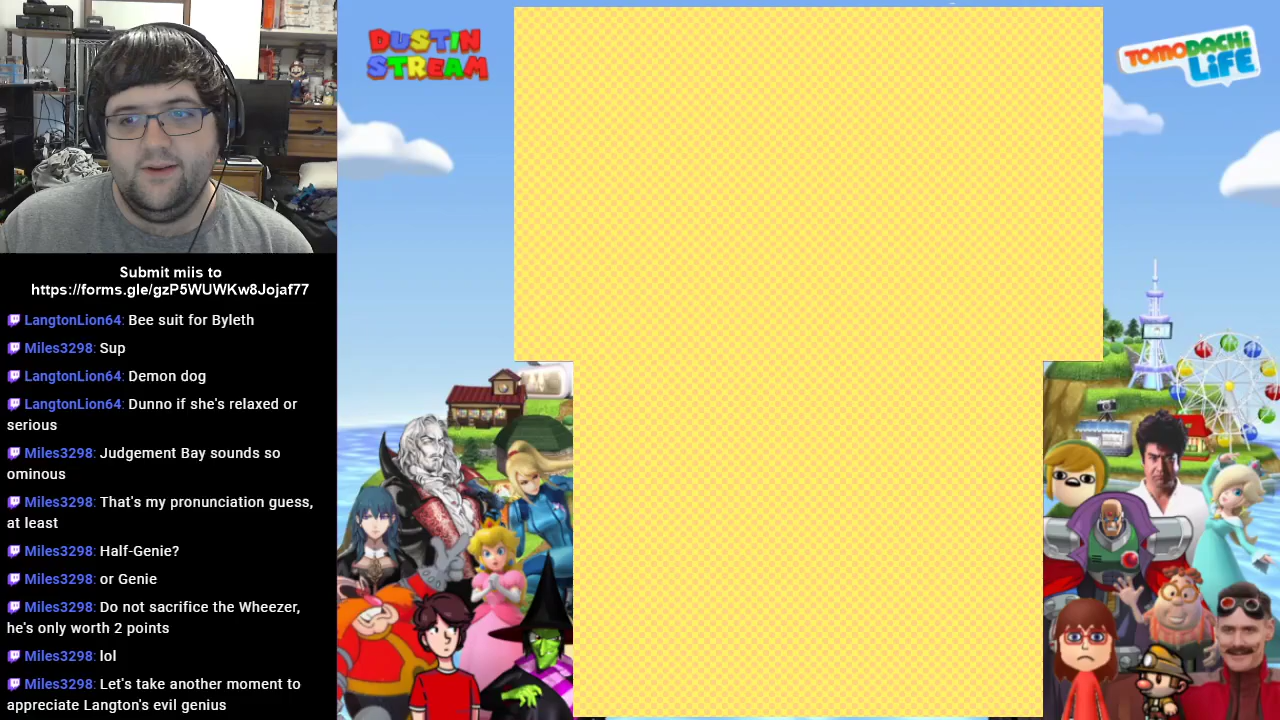 DUSTIN
STREAM
TOMODACHi
LiFE
Submit miis to
https://forms.gle/gzP5WUWKw8Jojaf77
LangtonLion64: Bee suit for Byleth
Miles3298: Sup
LangtonLion64: Demon dog
LangtonLion64: Dunno if she's relaxed or
serious
Miles3298: Judgement Bay sounds so
ominous
Miles3298: That's my pronunciation guess,
at least
Miles3298: Half-Genie?
Miles3298: or Genie
Miles3298: Do not sacrifice the Wheezer,
he's only worth 2 points
Miles3298: lol
Miles3298: Let's take another moment to
appreciate Langton's evil genius